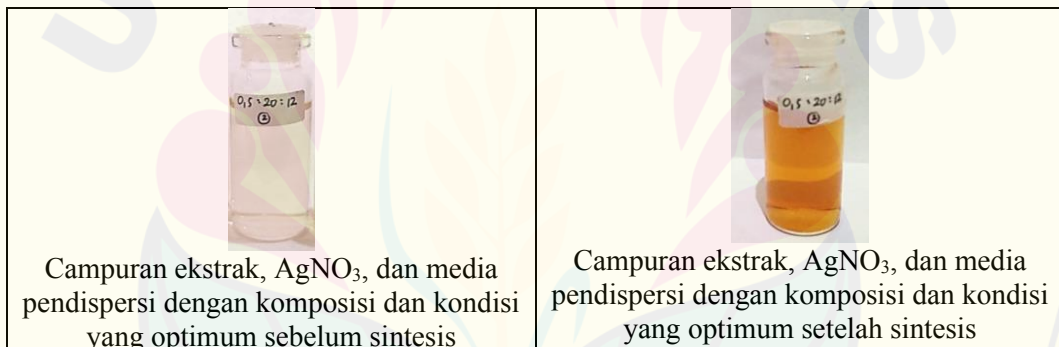 0,5 : 20 : 12
②
Campuran ekstrak, AgNO₃, dan media
pendispersi dengan komposisi dan kondisi
yang optimum sebelum sintesis
0,5 : 20 : 12
②
Campuran ekstrak, AgNO₃, dan media
pendispersi dengan komposisi dan kondisi
yang optimum setelah sintesis